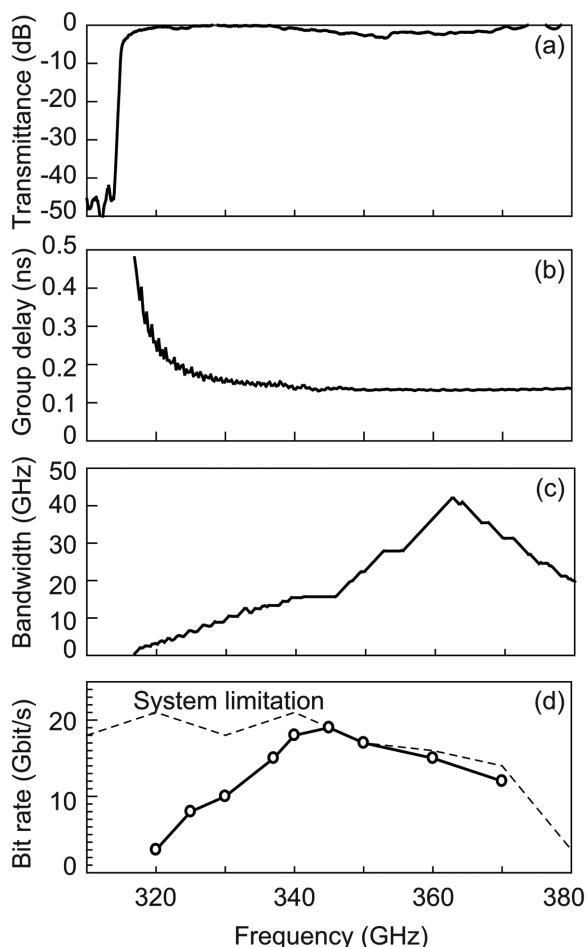 Transmittance (dB)
0
-10
-20
-30
-40
-50
(a)
Group delay (ns)
0.5
0.4
0.3
0.2
0.1
0
(b)
Bandwidth (GHz)
50
40
30
20
10
0
(c)
Bit rate (Gbit/s)
20
10
0
System limitation
(d)
320 340 360 380
Frequency (GHz)